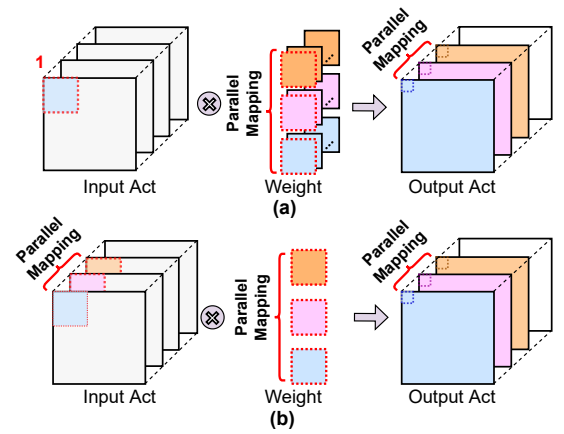 1
Parallel
Mapping
Parallel
Mapping
Input Act
Weight
Output Act
(a)
Parallel
Mapping
Parallel
Mapping
Parallel
Mapping
Input Act
Weight
Output Act
(b)